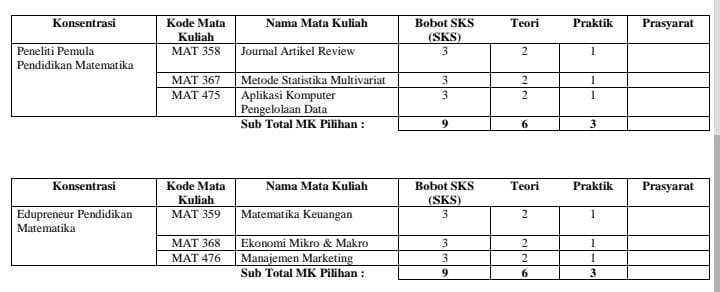 Konsentrasi Kode Mata Kuliah Nama Mata Kuliah Bobot SKS (SKS) Teori Praktik Prasyarat
Peneliti Pemula Pendidikan Matematika MAT 358 Journal Artikel Review 3 2 1
MAT 367 Metode Statistika Multivariat 3 2 1
MAT 475 Aplikasi Komputer Pengelolaan Data 3 2 1
Sub Total MK Pilihan : 9 6 3
Konsentrasi Kode Mata Kuliah Nama Mata Kuliah Bobot SKS (SKS) Teori Praktik Prasyarat
Edupreneur Pendidikan Matematika MAT 359 Matematika Keuangan 3 2 1
MAT 368 Ekonomi Mikro & Makro 3 2 1
MAT 476 Manajemen Marketing 3 2 1
Sub Total MK Pilihan : 9 6 3